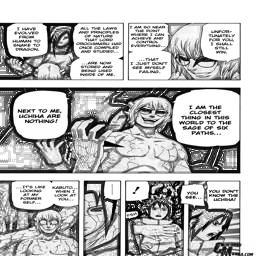 UNFOR-
TUNATELY
FOR YOU,
I SHALL
STILL
WIN.
I AM SO NEAR
THE POINT
WHERE I CAN
ACHIEVE AND
CONTROL
EVERYTHING...
...THAT
I JUST DON'T
SEE MYSELF
FAILING.
ALL THE LAWS
AND PRINCIPLES
OF NATURE
THAT LORD
OROCHIMARU HAD
ONCE COMPILED
AND STUDIED...
...ARE NOW
STORED AND
BEING USED
INSIDE OF ME.
I HAVE
EVOLVED
FROM
HUMAN TO
SNAKE TO
DRAGON.
I AM THE
CLOSEST
THING IN THIS
WORLD TO THE
SAGE OF SIX
PATHS...
NEXT TO ME,
UCHIHA ARE
NOTHING!
YOU DON'T
KNOW THE
UCHIHA!
YOU
SEE...
KABUTO...
WHEN I
LOOK AT
YOU...
...IT'S LIKE
LOOKING
AT MY
FORMER
SELF...